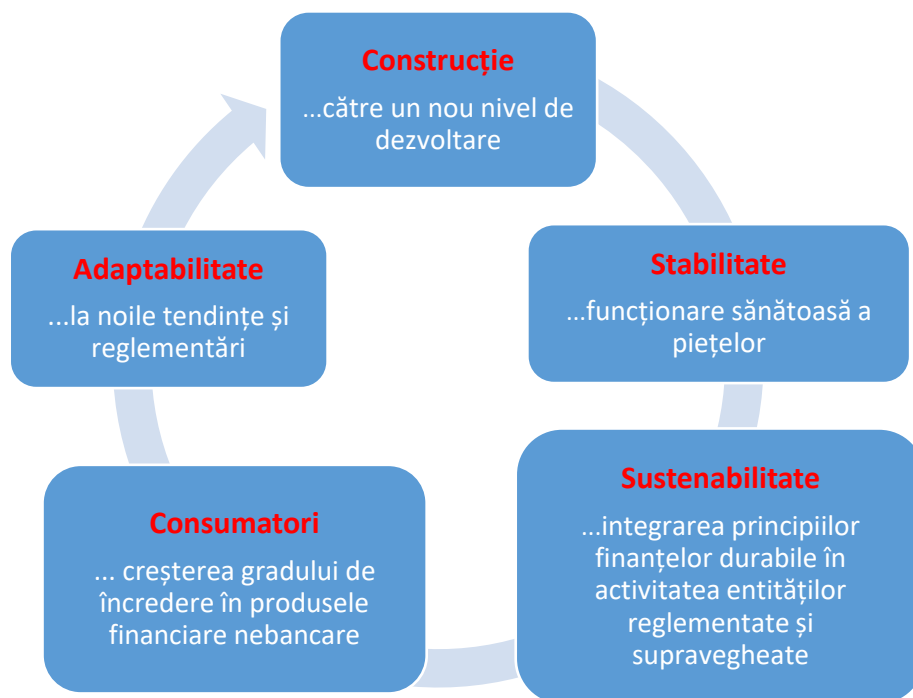 Construcție
...către un nou nivel de
dezvoltare
Stabilitate
...funcționare sănătoasă a
piețelor
Sustenabilitate
...integrarea principiilor
finanțelor durabile în
activitatea entităților
reglementate și
supravegheate
Consumatori
... creșterea gradului de
încredere în produsele
financiare nebancare
Adaptabilitate
...la noile tendințe și
reglementări